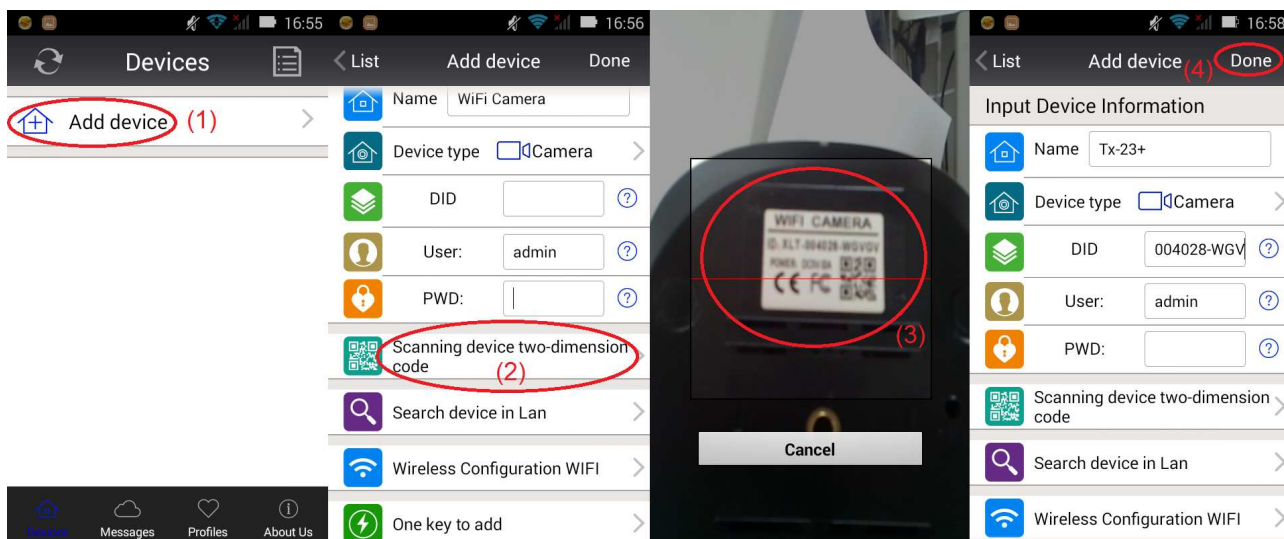 16:55
Devices
Add device
(1)
Messages
Profiles
About Us
16:56
List
Add device
Done
Name
WiFi Camera
Device type
Camera
DID
?
User:
admin
?
PWD:
?
Scanning device two-dimension
code
(2)
Search device in Lan
Wireless Configuration WIFI
One key to add
WIFI CAMERA
ID. XLT-004028-WGVGV
CE FC
(3)
Cancel
16:58
List
Add device
(4)
Done
Input Device Information
Name
Tx-23+
Device type
Camera
DID
004028-WGV
?
User:
admin
?
PWD:
?
Scanning device two-dimension
code
Search device in Lan
Wireless Configuration WIFI